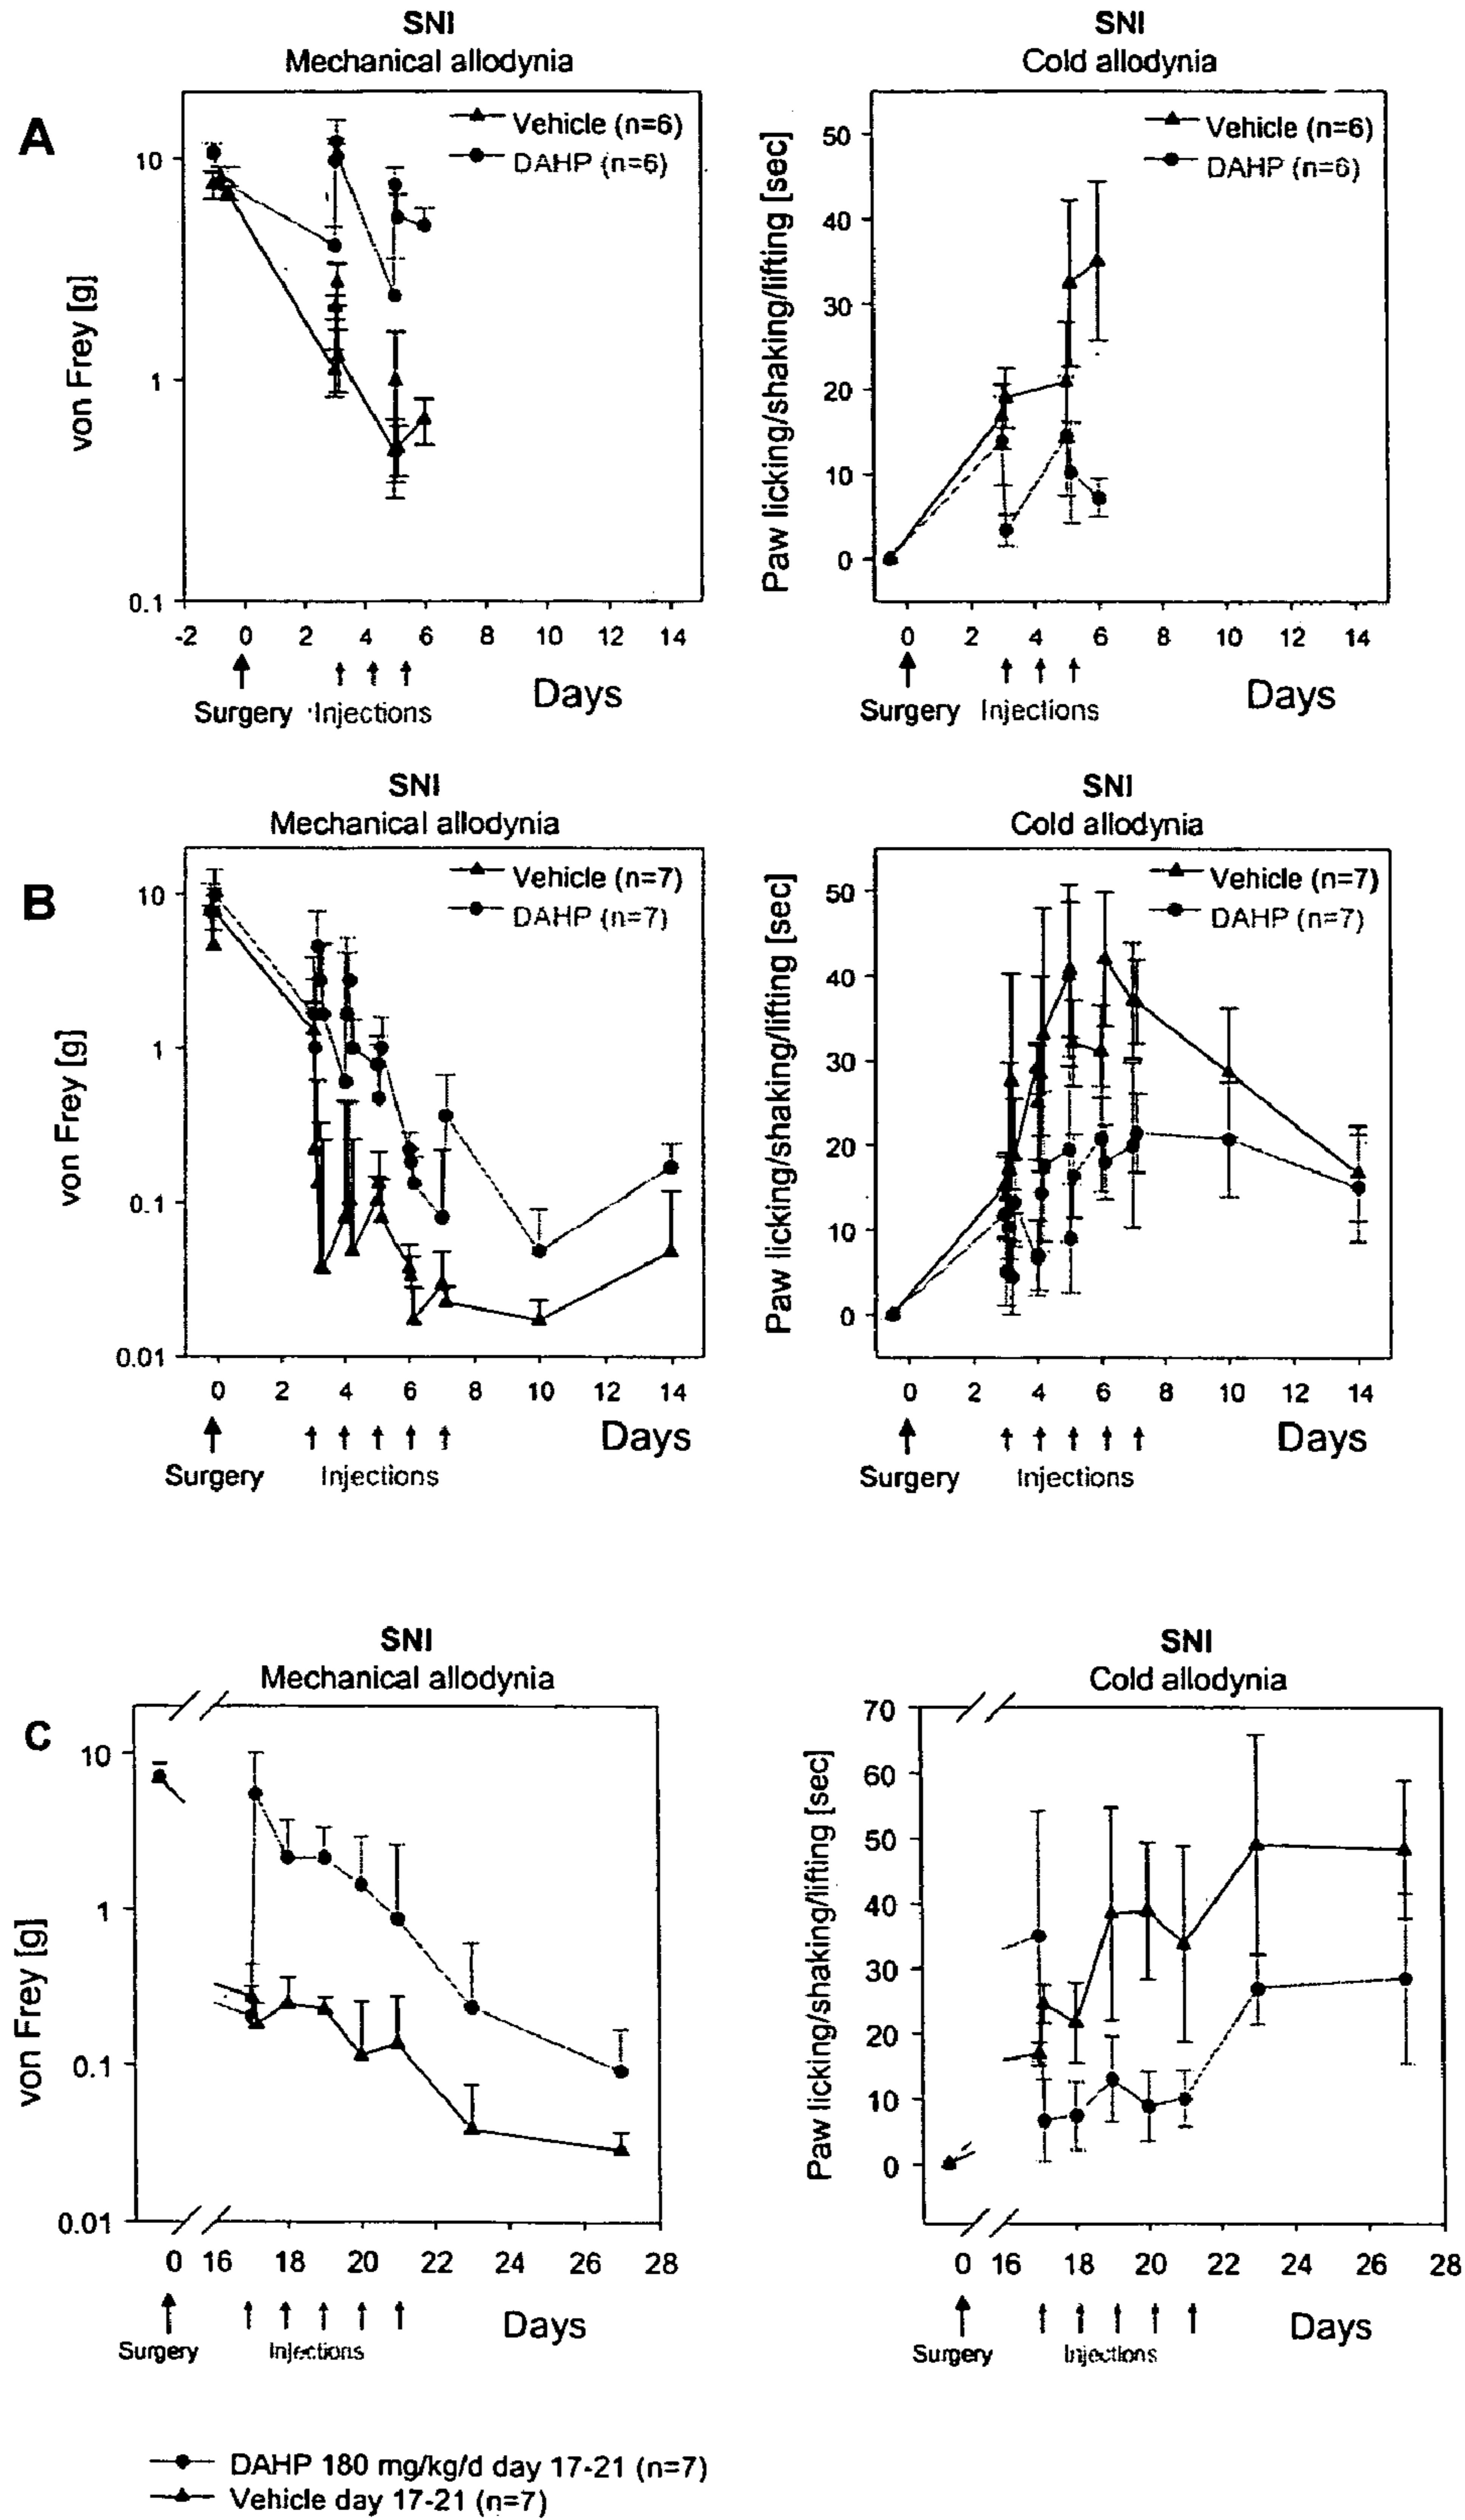 SNI
Mechanical allodynia
A
Vehicle (n=6)
DAHP (n=6)
von Frey [g]
10
1
0.1
-2 0 2 4 6 8 10 12 14
Surgery Injections
Days
SNI
Cold allodynia
Vehicle (n=6)
DAHP (n=6)
Paw licking/shaking/lifting [sec]
50
40
30
20
10
0
0 2 4 6 8 10 12 14
Surgery Injections
Days
SNI
Mechanical allodynia
B
Vehicle (n=7)
DAHP (n=7)
von Frey [g]
10
1
0.1
0.01
0 2 4 6 8 10 12 14
Days
Surgery Injections
SNI
Cold allodynia
Vehicle (n=7)
DAHP (n=7)
Paw licking/shaking/lifting [sec]
50
40
30
20
10
0
0 2 4 6 8 10 12 14
Days
Surgery Injections
SNI
Mechanical allodynia
C
von Frey [g]
10
1
0.1
0.01
0 16 18 20 22 24 26 28
Days
Surgery Injections
SNI
Cold allodynia
Paw licking/shaking/lifting [sec]
70
60
50
40
30
20
10
0
0 16 18 20 22 24 26 28
Days
Surgery Injections
DAHP 180 mg/kg/d day 17-21 (n=7)
Vehicle day 17-21 (n=7)